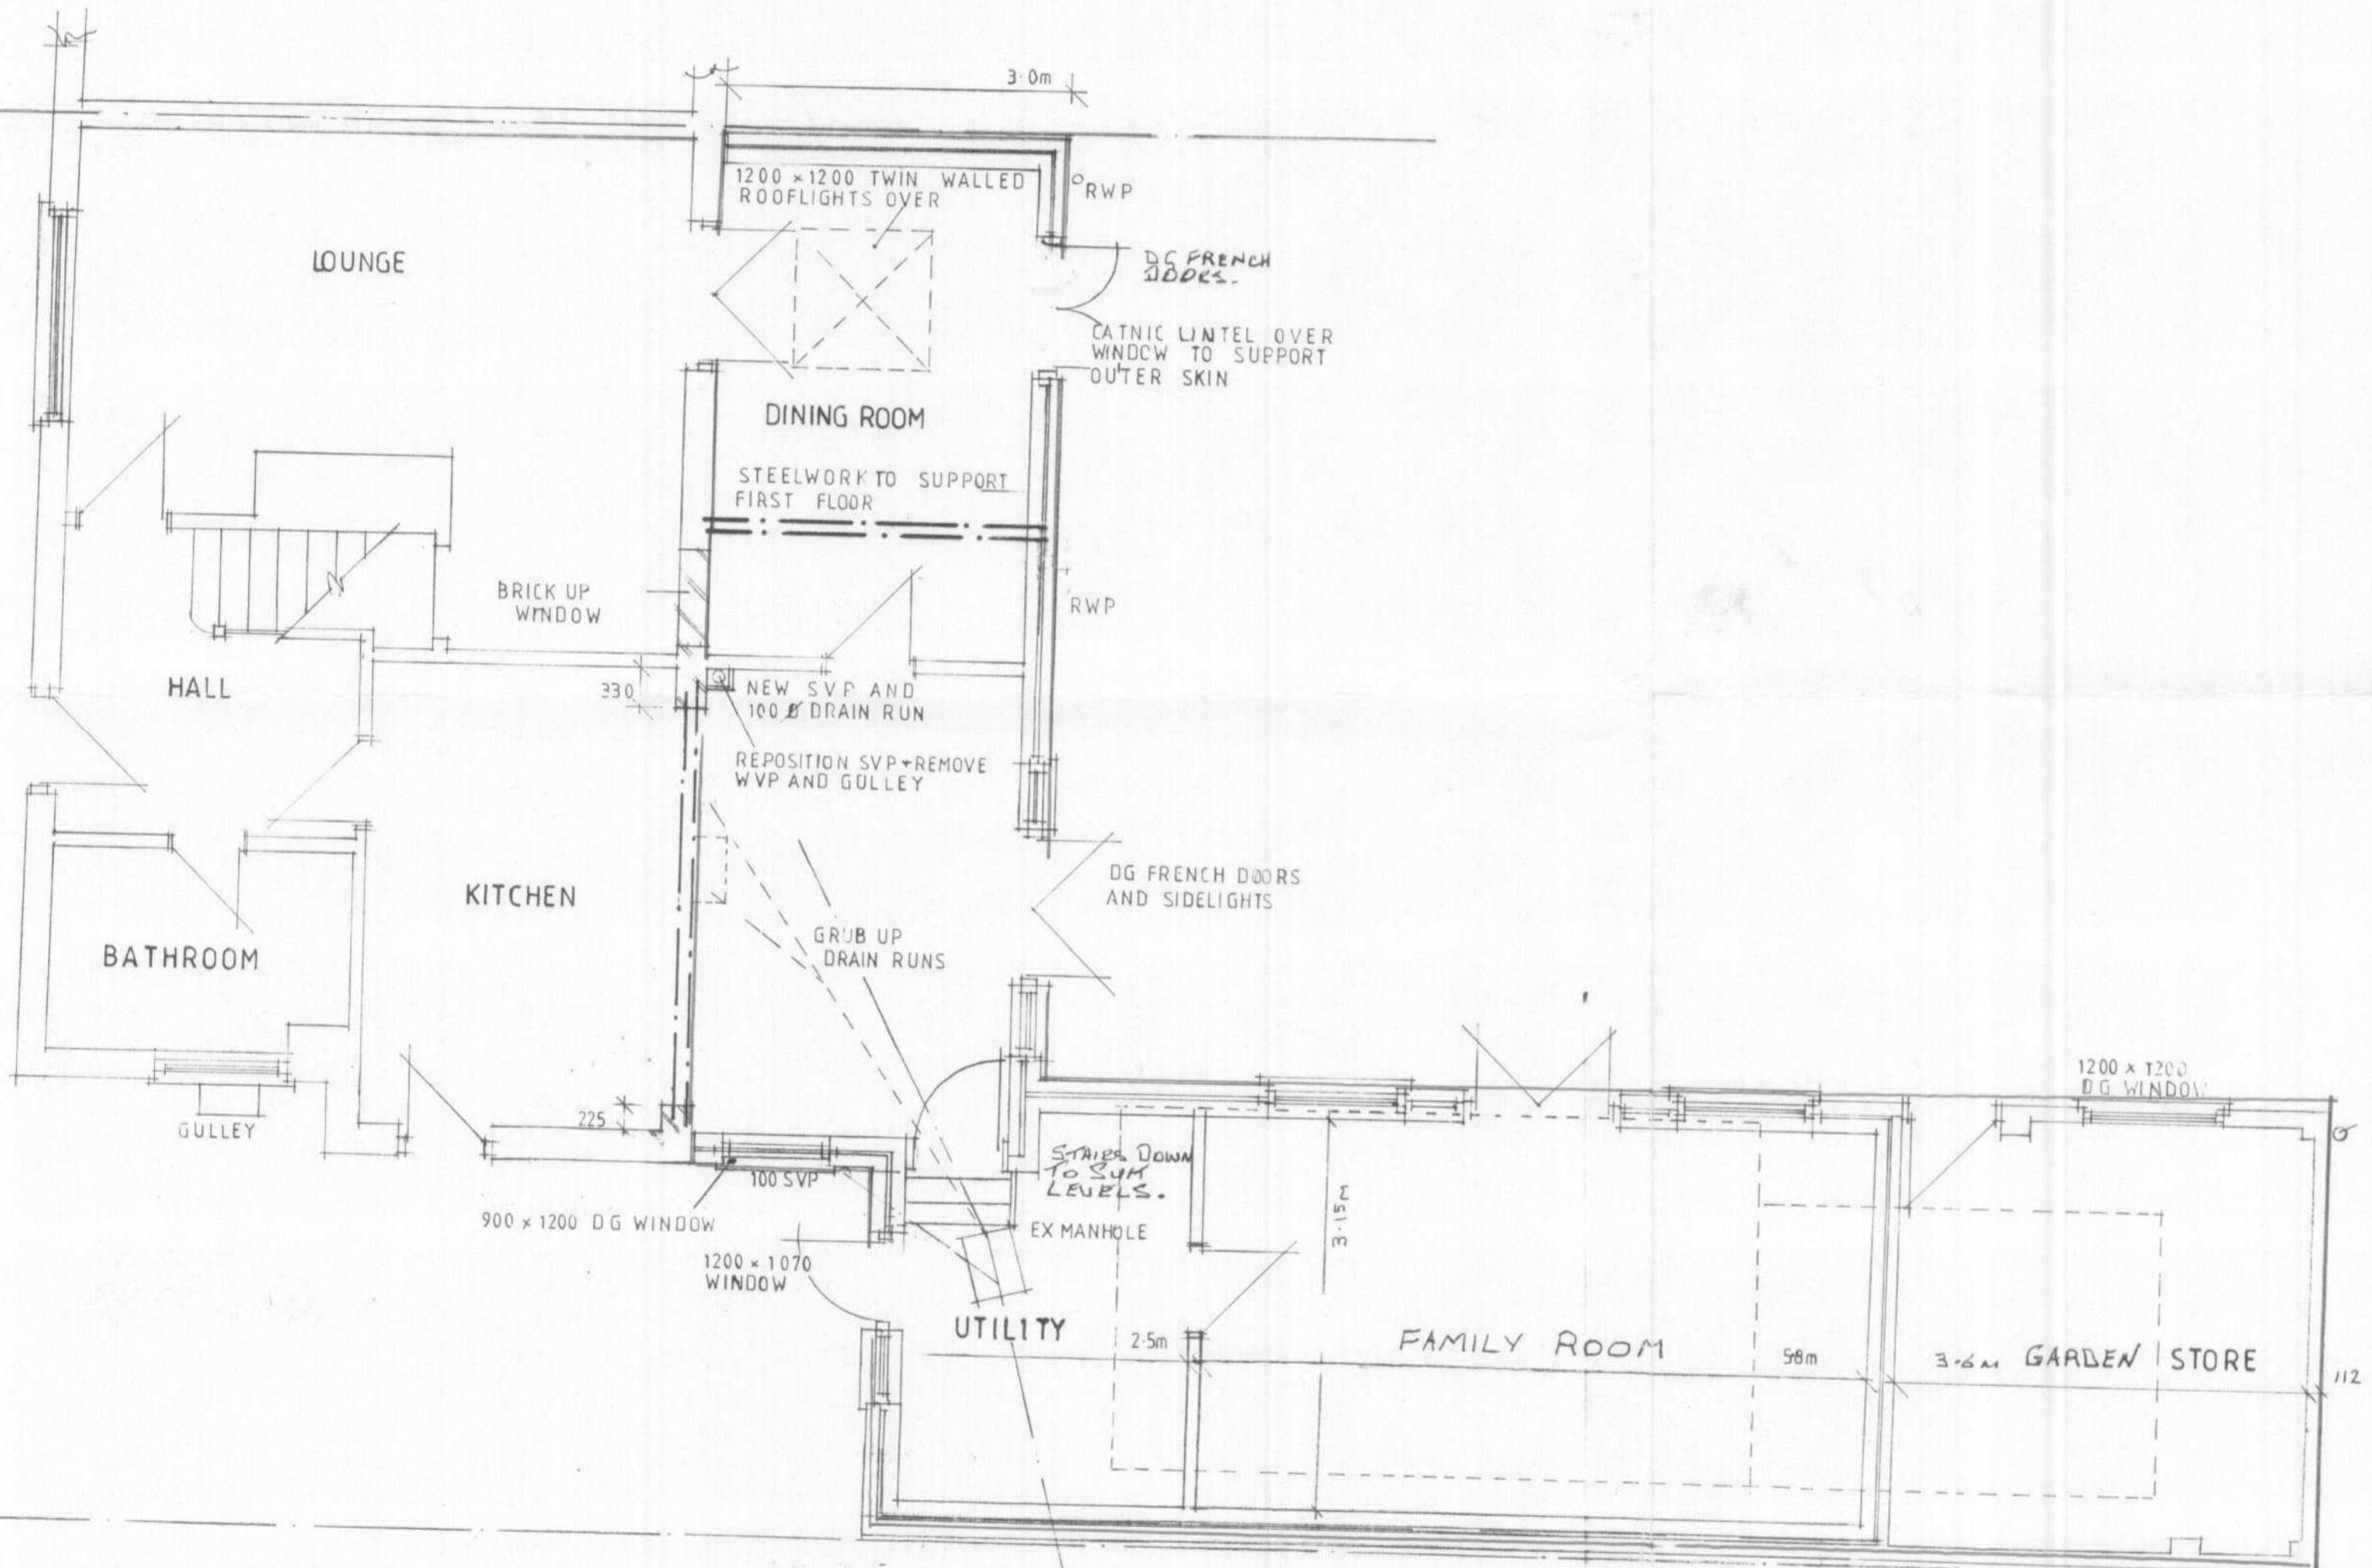 3·0m
1200 × 1200 TWIN WALLED
ROOFLIGHTS OVER
RWP
LOUNGE
DG FRENCH
DOORS.
CATNIC LINTEL OVER
WINDOW TO SUPPORT
OUTER SKIN
DINING ROOM
STEELWORK TO SUPPORT
FIRST FLOOR
BRICK UP
WINDOW
RWP
HALL
330
NEW SVP AND
100 Ø DRAIN RUN
REPOSITION SVP + REMOVE
WVP AND GULLEY
KITCHEN
DG FRENCH DOORS
AND SIDELIGHTS
BATHROOM
GRUB UP
DRAIN RUNS
1200 × 1200
DG WINDOW
GULLEY
225
STAIRS DOWN
TO SUIT
LEVELS.
100 SVP
900 × 1200 DG WINDOW
EX MANHOLE
3·15m
1200 × 1070
WINDOW
UTILITY
2·5m
FAMILY ROOM
5·8m
3·6m GARDEN STORE
112